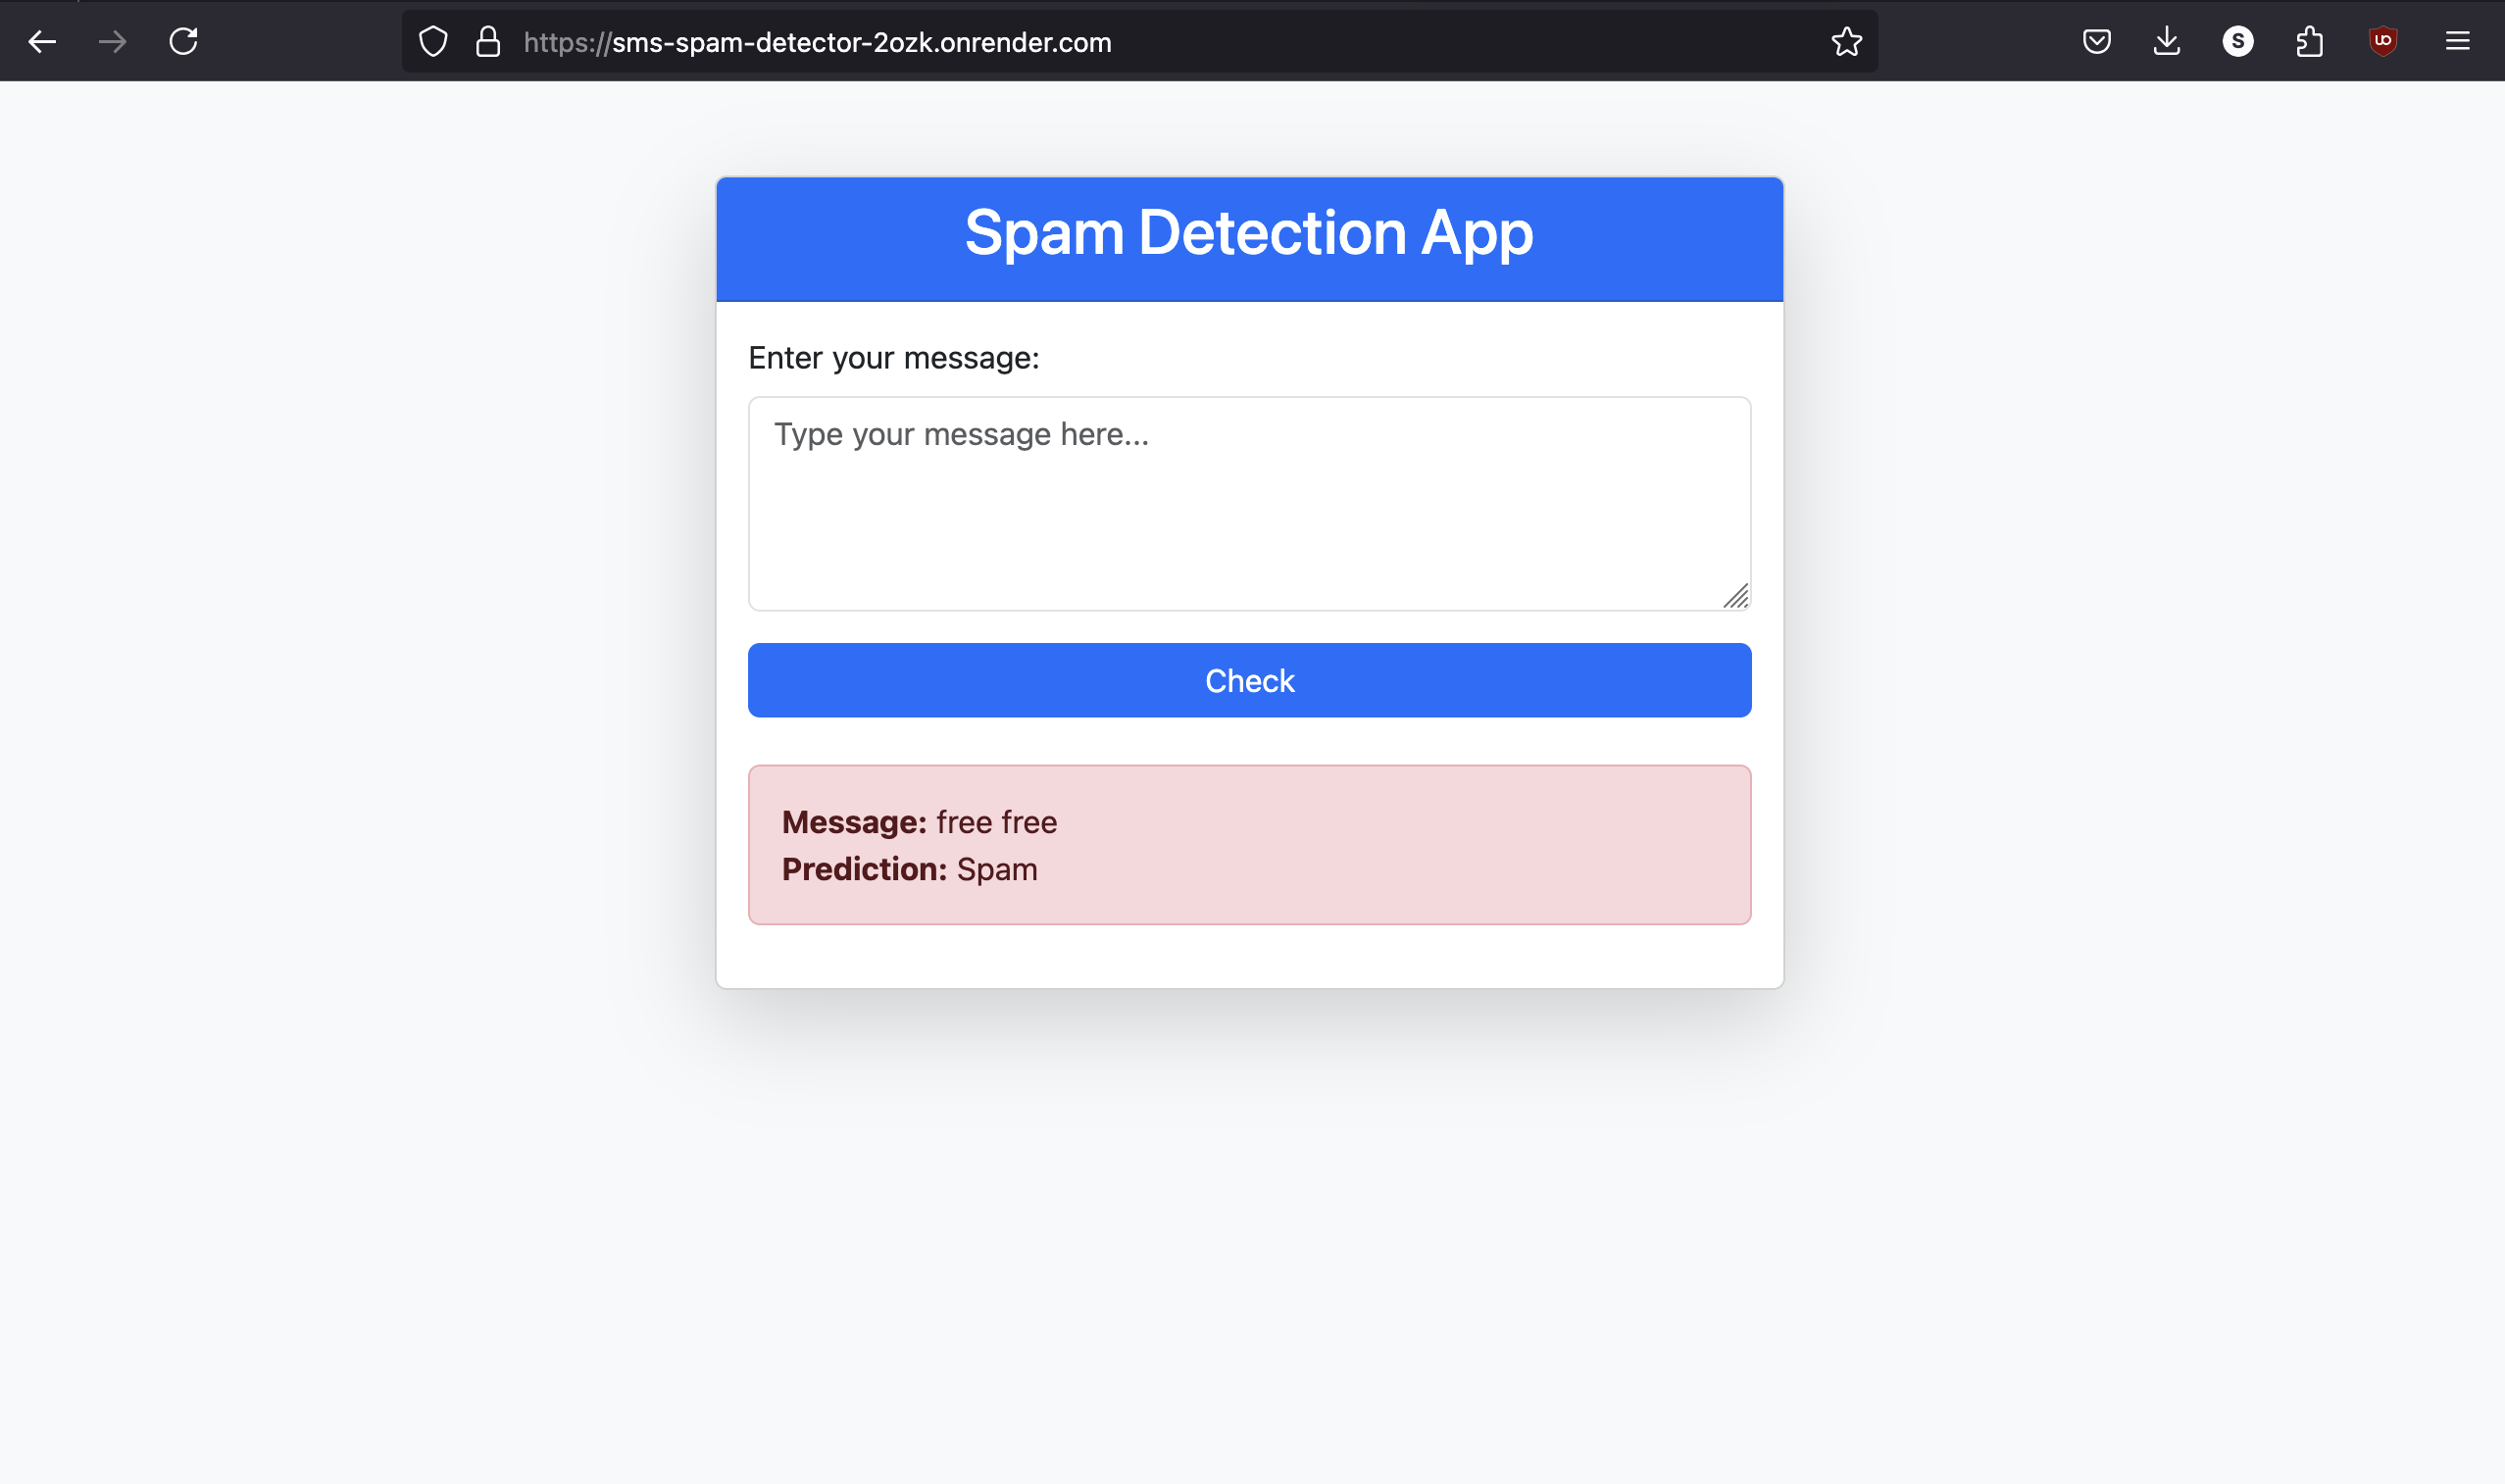 https://sms-spam-detector-2ozk.onrender.com
S
uo
Spam Detection App
Enter your message:
Type your message here...
Check
Message: free free
Prediction: Spam